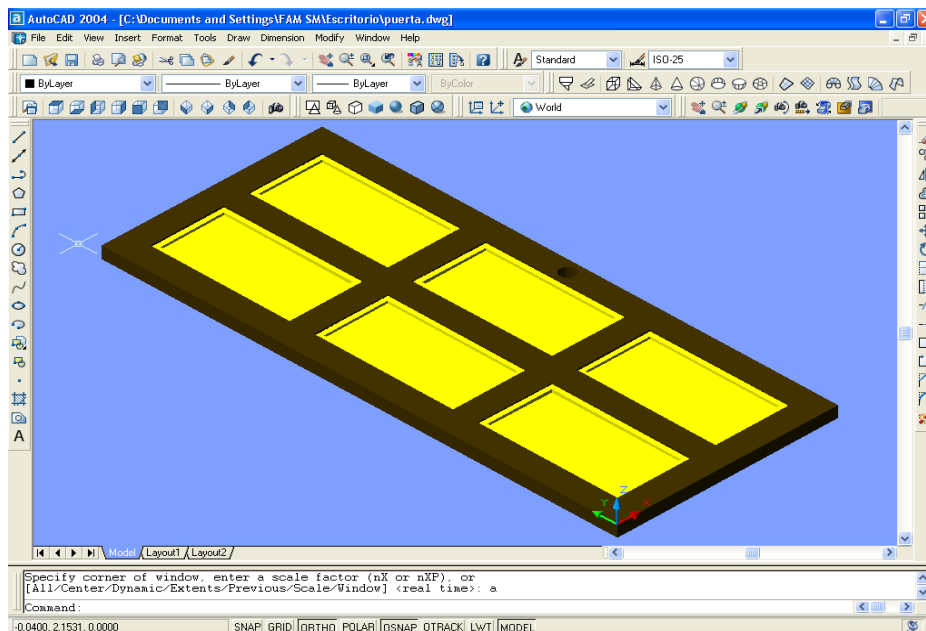 AutoCAD 2004 - [C:\Documents and Settings\FAM SM\Escritorio\puerta.dwg]
File Edit View Insert Format Tools Draw Dimension Modify Window Help
Standard ISO-25
ByLayer ByLayer ByLayer ByColor
World
Z
Y X
Model Layout1 Layout2
Specify corner of window, enter a scale factor (nX or nXP), or
[All/Center/Dynamic/Extents/Previous/Scale/Window] <real time>: a
Command:
-0.0400, 2.1531, 0.0000 SNAP GRID ORTHO POLAR OSNAP OTRACK LWT MODEL